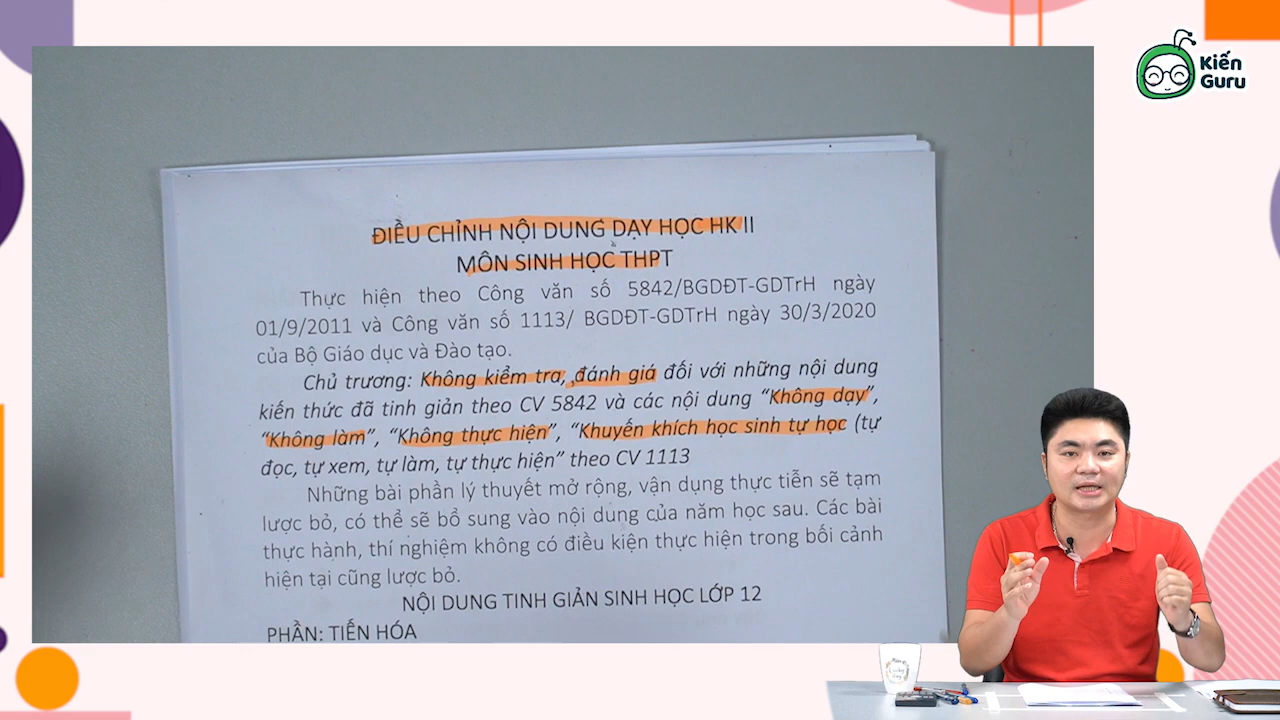 Kiến
Guru
ĐIỀU CHỈNH NỘI DUNG DẠY HỌC HK II
MÔN SINH HỌC THPT
Thực hiện theo Công văn số 5842/BGDĐT-GDTrH ngày
01/9/2011 và Công văn số 1113/ BGDĐT-GDTrH ngày 30/3/2020
của Bộ Giáo dục và Đào tạo.
Chủ trương: Không kiểm tra, đánh giá đối với những nội dung
kiến thức đã tinh giản theo CV 5842 và các nội dung “Không dạy”,
“Không làm”, “Không thực hiện”, “Khuyến khích học sinh tự học (tự
đọc, tự xem, tự làm, tự thực hiện” theo CV 1113
Những bài phần lý thuyết mở rộng, vận dụng thực tiễn sẽ tạm
lược bỏ, có thể sẽ bổ sung vào nội dung của năm học sau. Các bài
thực hành, thí nghiệm không có điều kiện thực hiện trong bối cảnh
hiện tại cũng lược bỏ.
NỘI DUNG TINH GIẢN SINH HỌC LỚP 12
PHẦN: TIẾN HÓA